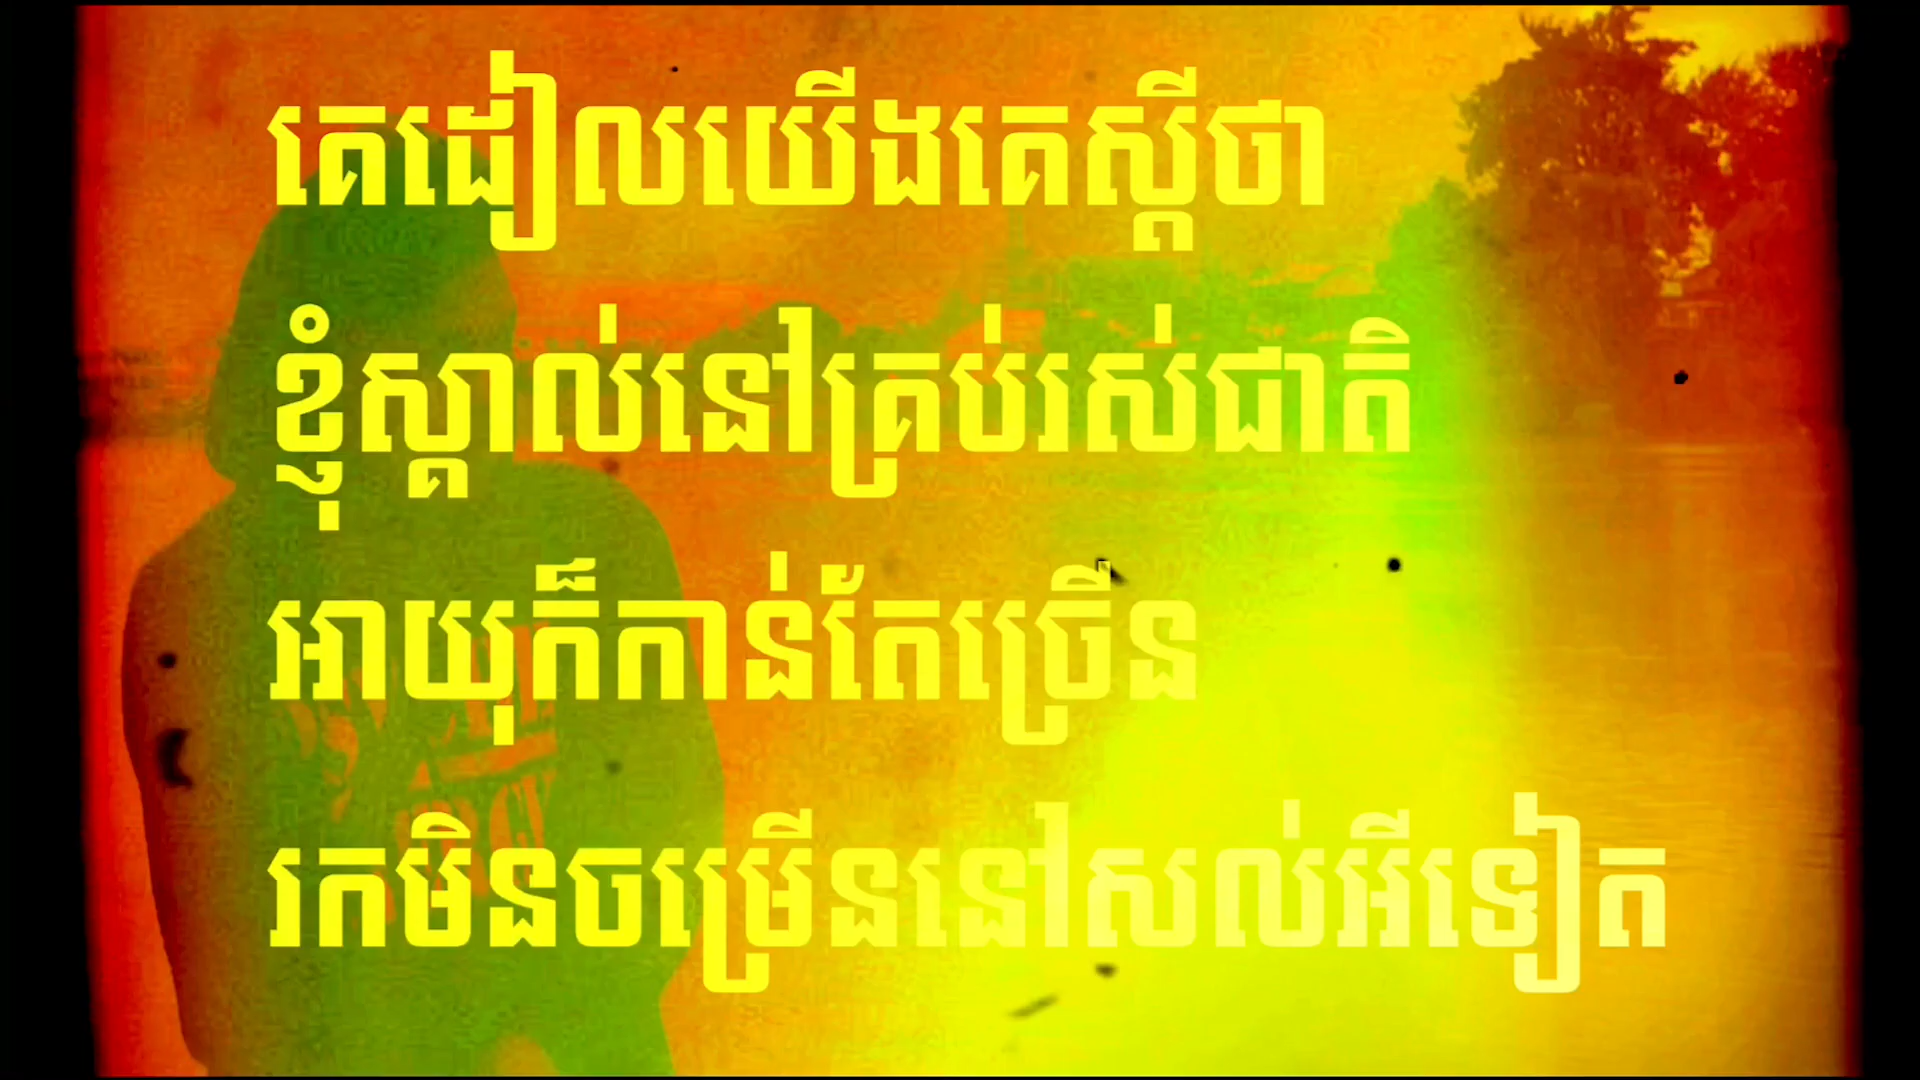 គេដៀលយើងគេស្ដីថា
ខ្ញុំស្គាល់នៅគ្រប់រស់ជាតិ
អាយុក៏កាន់តែច្រើន
រកមិនចម្រើននៅសល់អីទៀត